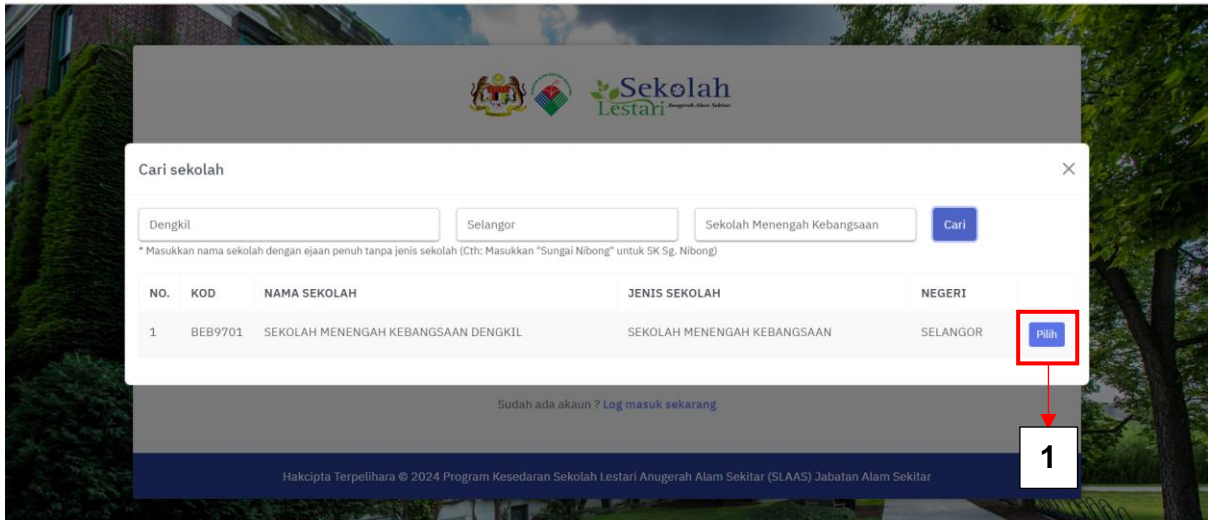 Sekolah
Lestari Anugerah Alam Sekitar
Cari sekolah
Dengkil Selangor Sekolah Menengah Kebangsaan Cari
* Masukkan nama sekolah dengan ejaan penuh tanpa jenis sekolah (Cth: Masukkan "Sungai Nibong" untuk SK Sg. Nibong)
NO. KOD NAMA SEKOLAH JENIS SEKOLAH NEGERI
1 BEB9701 SEKOLAH MENENGAH KEBANGSAAN DENGKIL SEKOLAH MENENGAH KEBANGSAAN SELANGOR Pilih
Sudah ada akaun ? Log masuk sekarang
1
Hakcipta Terpelihara © 2024 Program Kesedaran Sekolah Lestari Anugerah Alam Sekitar (SLAAS) Jabatan Alam Sekitar